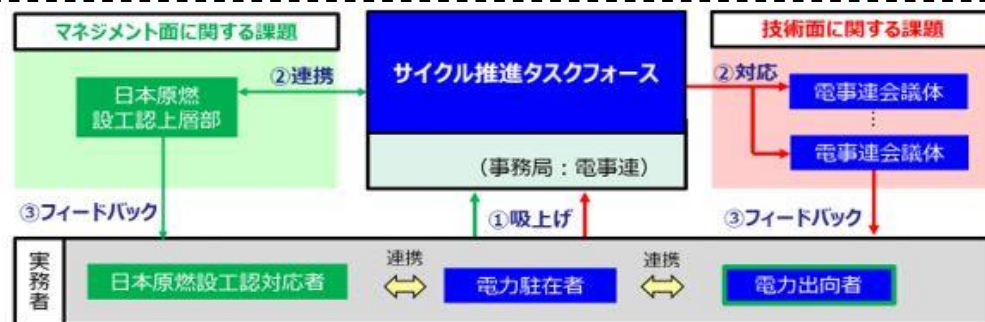 マネジメント面に関する課題
技術面に関する課題
②連携
サイクル推進タスクフォース
②対応
日本原燃
設工認上層部
電事連会議体
⋮
電事連会議体
（事務局：電事連）
③フィードバック
①吸上げ
③フィードバック
実務者
日本原燃設工認対応者
連携
電力駐在者
連携
電力出向者